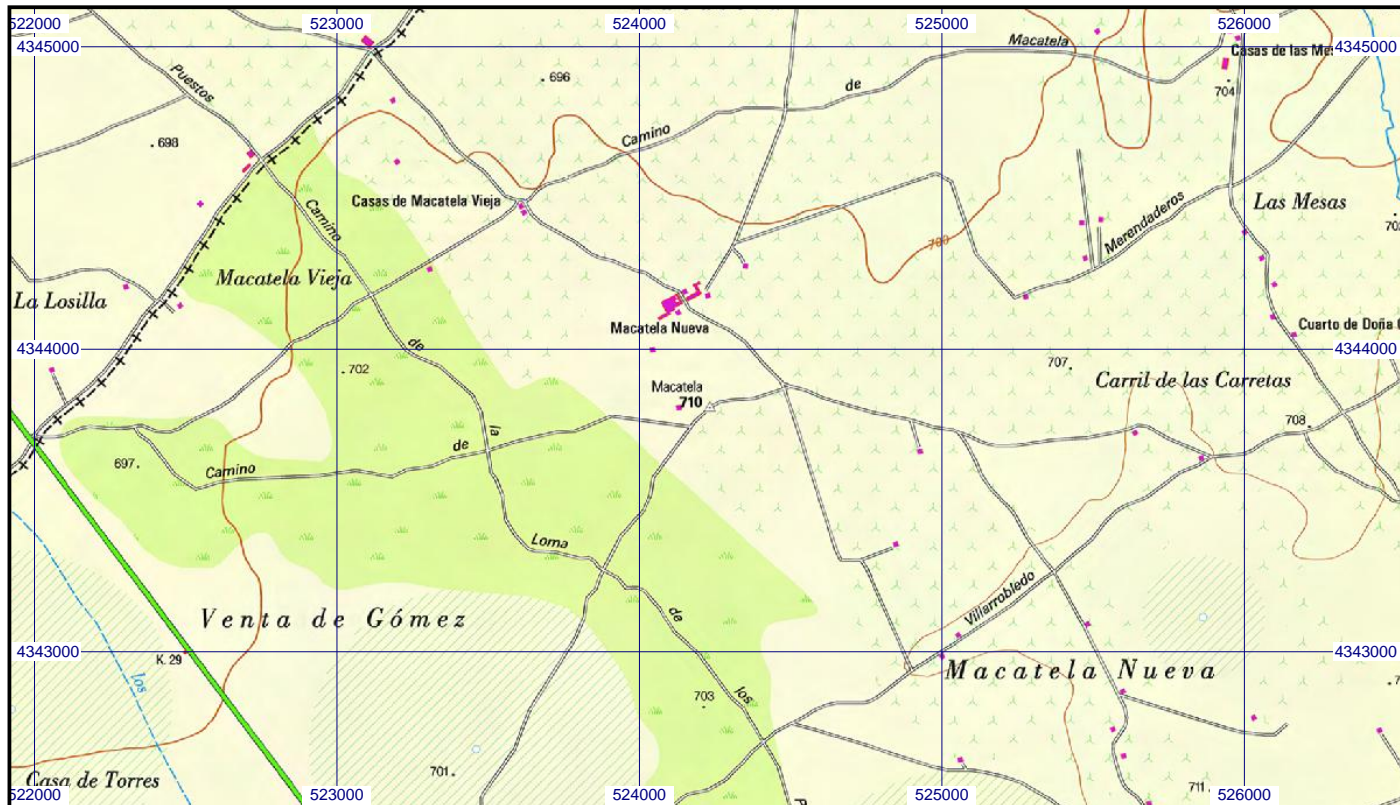 522000
523000
524000
525000
526000
4345000
Macatela
4345000
Casas de las Me
Puestos
696
de
704
698
Camino
Casas de Macatela Vieja
Merendaderos
Las Mesas
Camino
700
Macatela Vieja
La Losilla
Macatela Nueva
Cuarto de Doña
4344000
de
4344000
702
707
Carril de las Carretas
Macatela
710
708
la
de
697
Camino
Loma
Villarrobledo
de
Venta de Gómez
4343000
K. 29
los
Macatela Nueva
4343000
703
los
701
Casa de Torres
711
522000
523000
524000
525000
526000